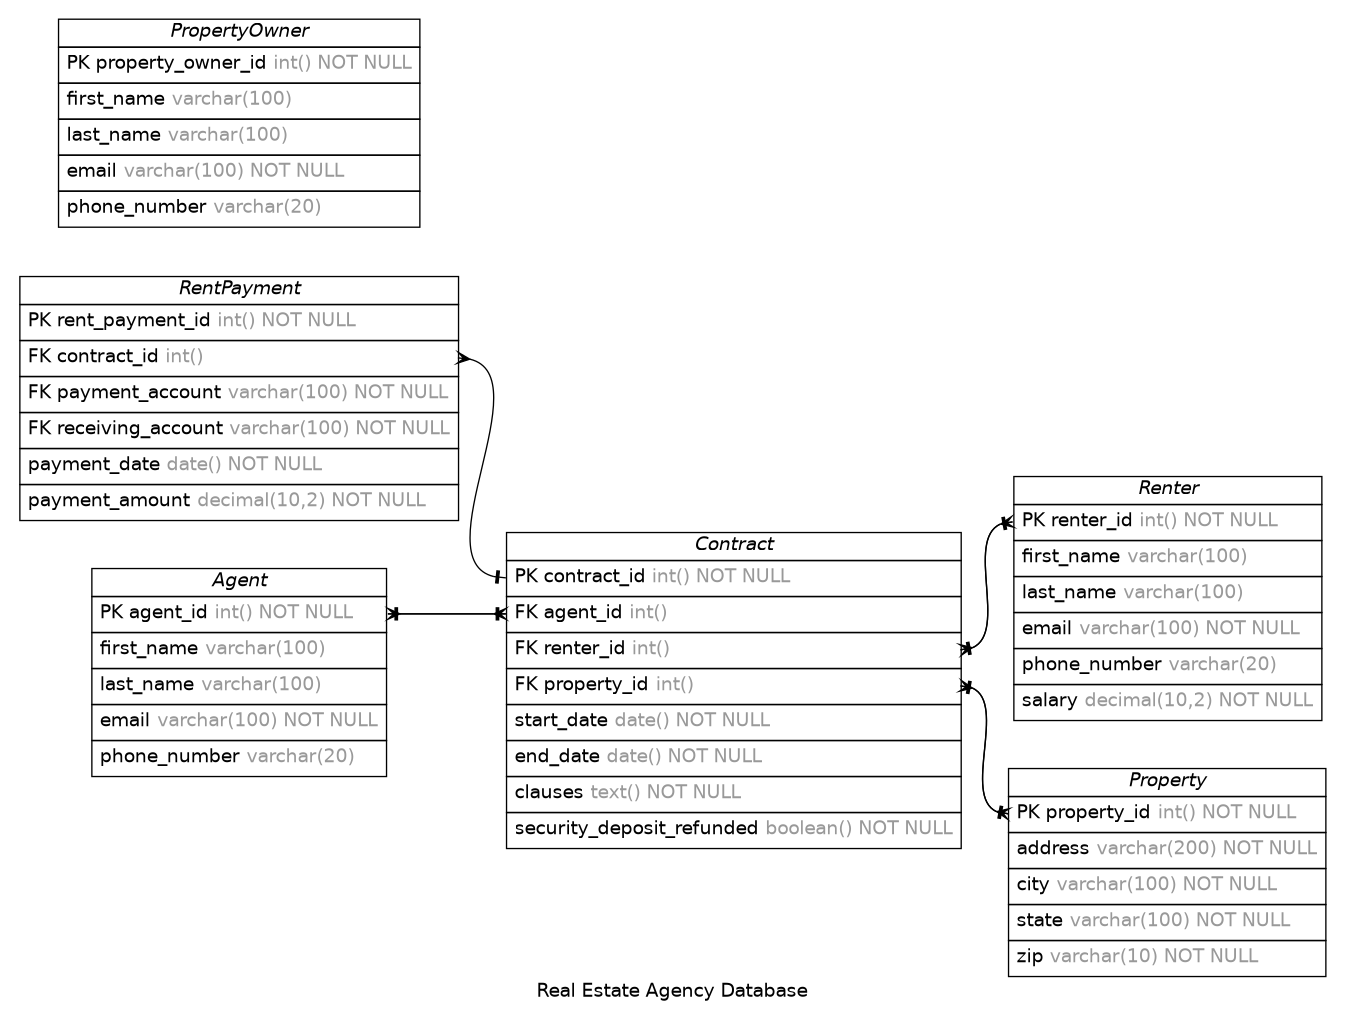 PropertyOwner
PK property_owner_id int() NOT NULL
first_name varchar(100)
last_name varchar(100)
email varchar(100) NOT NULL
phone_number varchar(20)
RentPayment
PK rent_payment_id int() NOT NULL
FK contract_id int()
FK payment_account varchar(100) NOT NULL
FK receiving_account varchar(100) NOT NULL
payment_date date() NOT NULL
payment_amount decimal(10,2) NOT NULL
Agent
PK agent_id int() NOT NULL
first_name varchar(100)
last_name varchar(100)
email varchar(100) NOT NULL
phone_number varchar(20)
Contract
PK contract_id int() NOT NULL
FK agent_id int()
FK renter_id int()
FK property_id int()
start_date date() NOT NULL
end_date date() NOT NULL
clauses text() NOT NULL
security_deposit_refunded boolean() NOT NULL
Renter
PK renter_id int() NOT NULL
first_name varchar(100)
last_name varchar(100)
email varchar(100) NOT NULL
phone_number varchar(20)
salary decimal(10,2) NOT NULL
Property
PK property_id int() NOT NULL
address varchar(200) NOT NULL
city varchar(100) NOT NULL
state varchar(100) NOT NULL
zip varchar(10) NOT NULL
Real Estate Agency Database